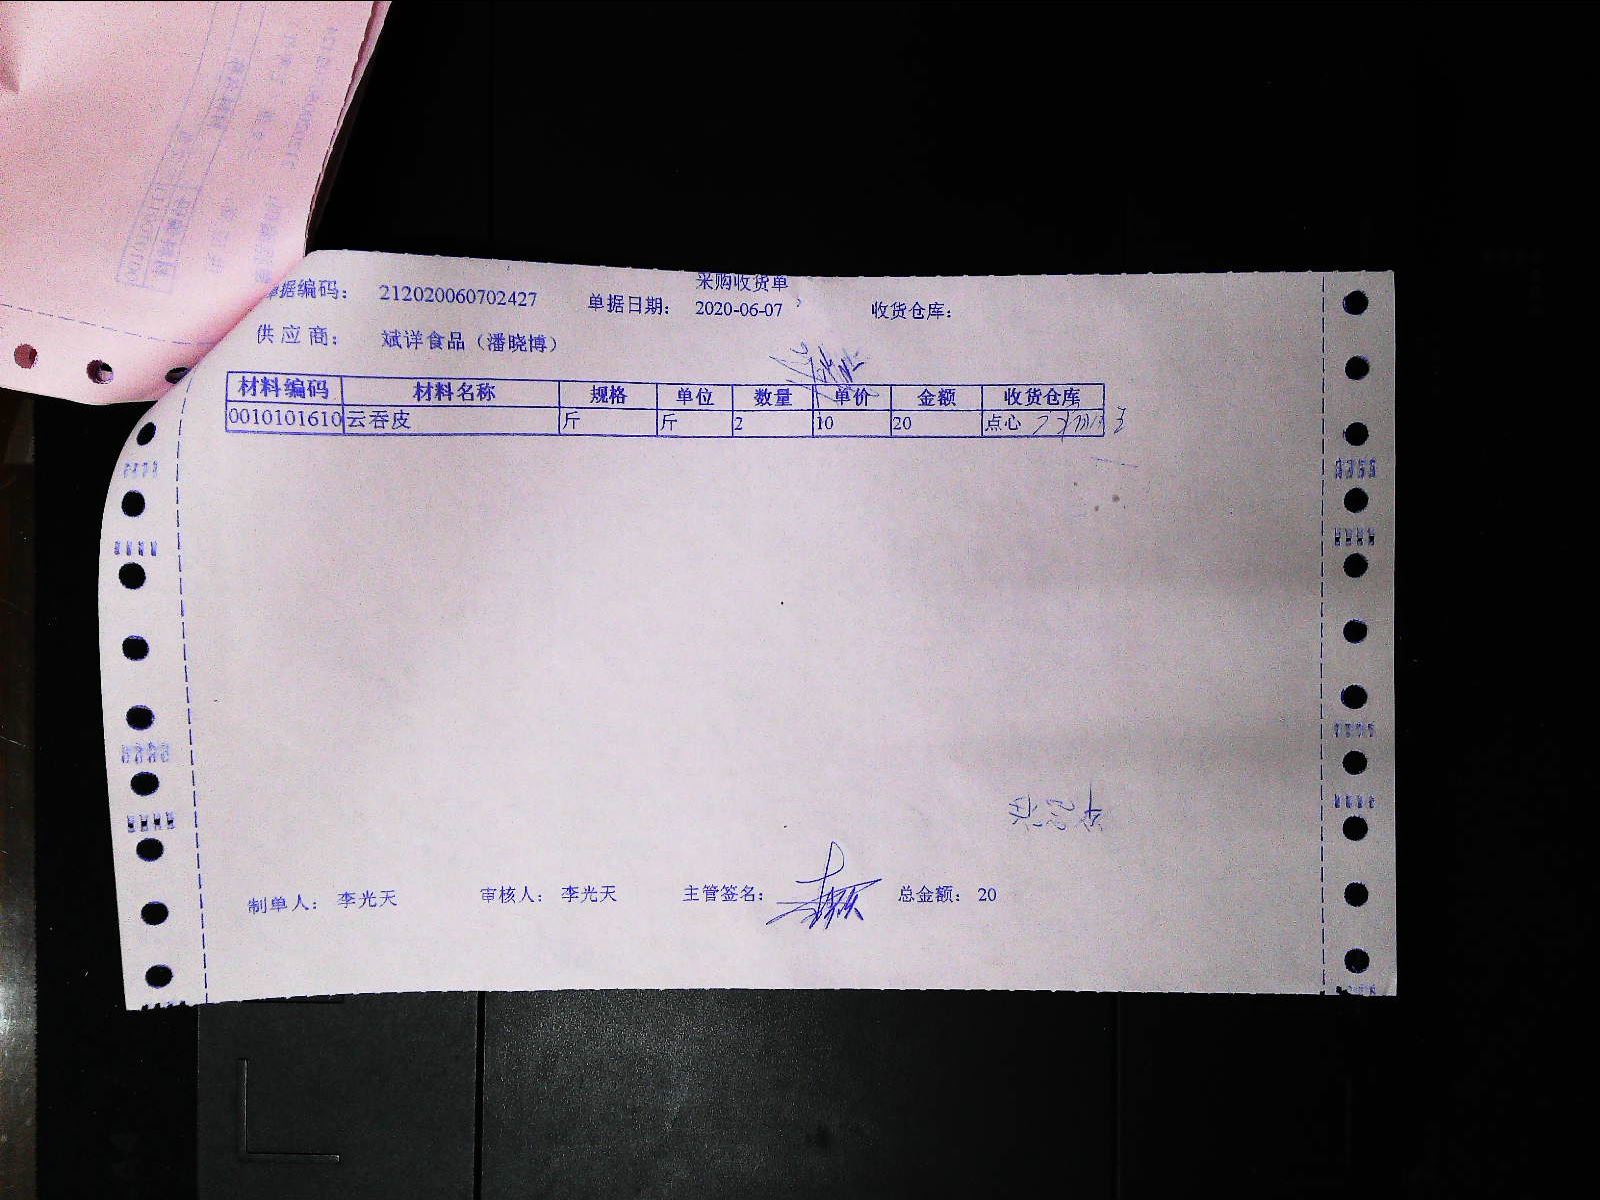 采购收货单
单据编码： 212020060702427 单据日期： 2020-06-07 收货仓库：
供应商： 斌详食品（潘晓博）
材料编码 材料名称 规格 单位 数量 单价 金额 收货仓库
0010101610 云吞皮 斤 斤 2 10 20 点心
制单人： 李光天 审核人： 李光天 主管签名： 总金额： 20